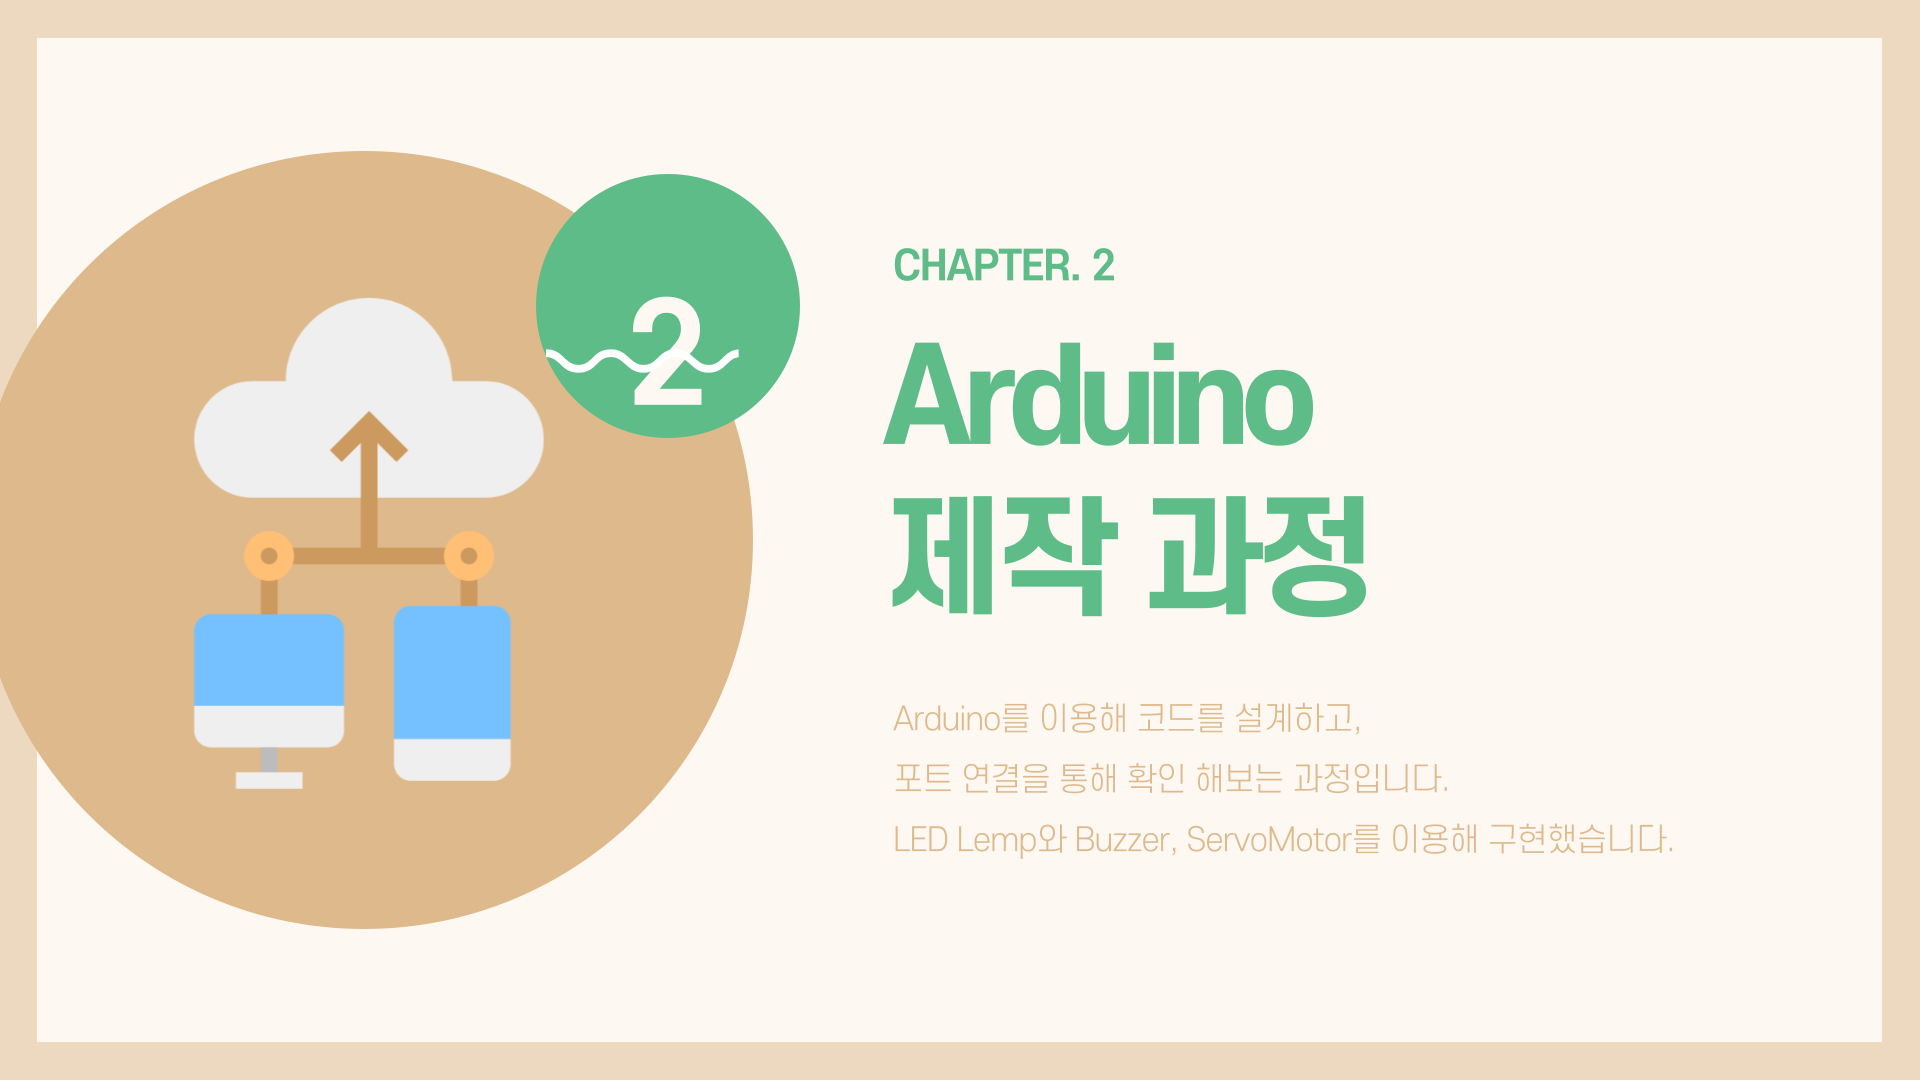 2
CHAPTER. 2
Arduino
제작 과정
Arduino를 이용해 코드를 설계하고,
포트 연결을 통해 확인 해보는 과정입니다.
LED Lemp와 Buzzer, ServoMotor를 이용해 구현했습니다.